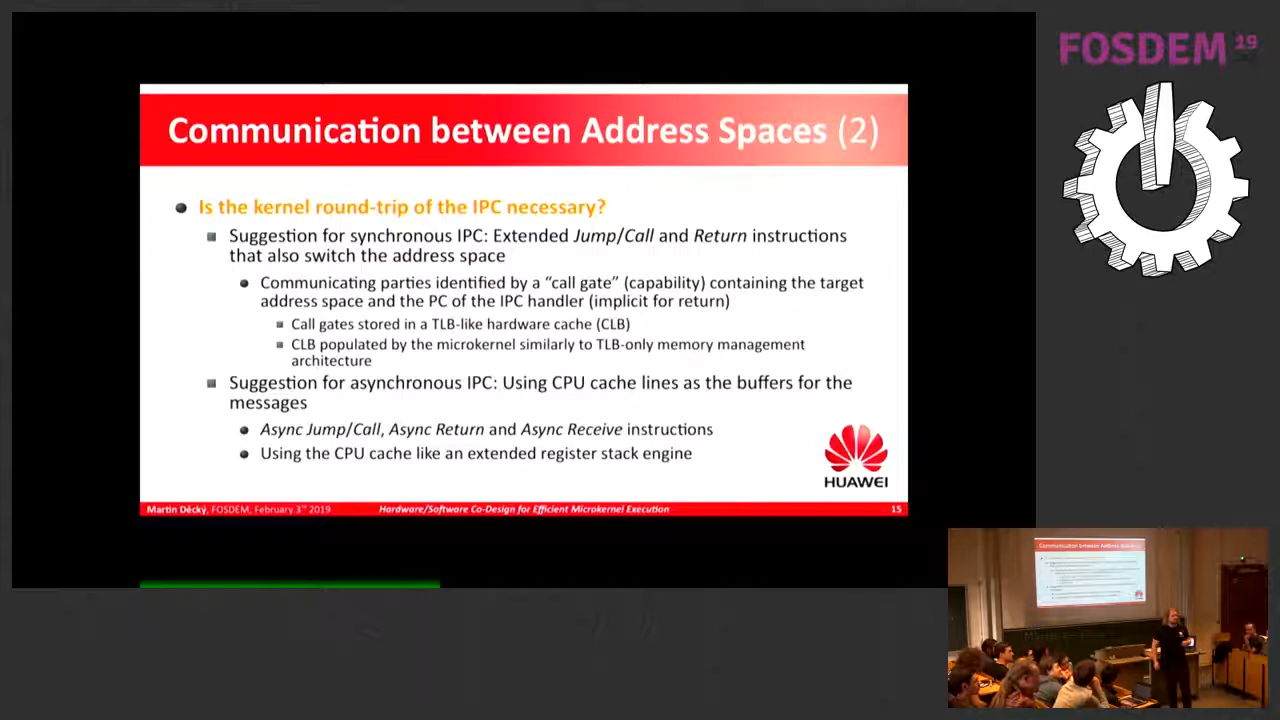 FOSDEM 19
Communication between Address Spaces (2)
Is the kernel round-trip of the IPC necessary?
Suggestion for synchronous IPC: Extended Jump/Call and Return instructions
that also switch the address space
Communicating parties identified by a "call gate" (capability) containing the target
address space and the PC of the IPC handler (implicit for return)
Call gates stored in a TLB-like hardware cache (CLB)
CLB populated by the microkernel similarly to TLB-only memory management
architecture
Suggestion for asynchronous IPC: Using CPU cache lines as the buffers for the
messages
Async Jump/Call, Async Return and Async Receive instructions
Using the CPU cache like an extended register stack engine
HUAWEI
Martin Děcký, FOSDEM, February 3rd 2019 Hardware/Software Co-Design for Efficient Microkernel Execution 15
Communication between Address Spaces (2)